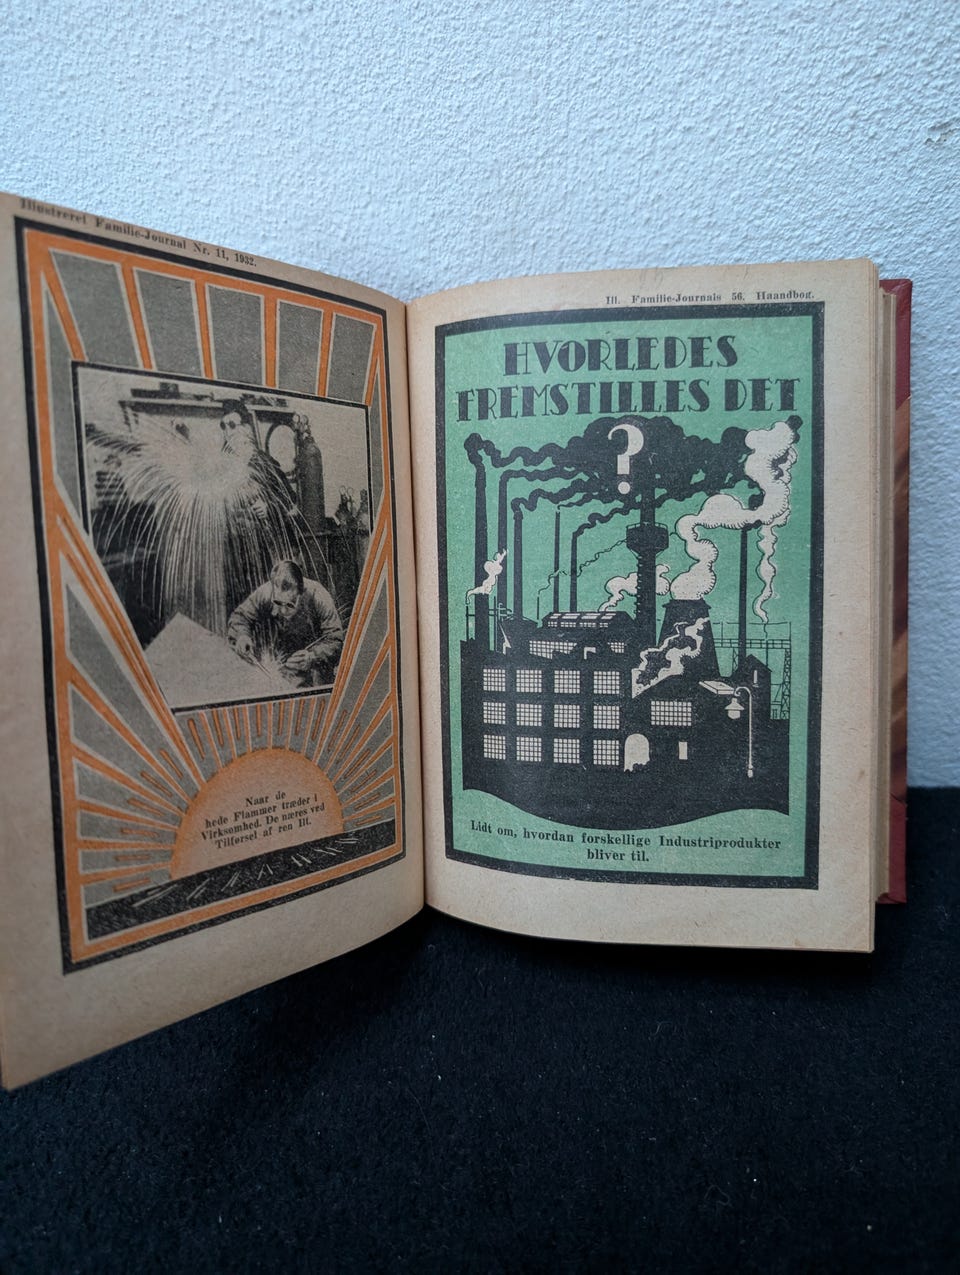 Illustreret Familie-Journal Nr. 11, 1932.
Naar de
hede Flammer træder i
Virksomhed. De næres ved
Tilførsel af ren Ilt.
Ill. Familie-Journals 56. Haandbog.
HVORLEDES
FREMSTILLES DET
?
Lidt om, hvordan forskellige Industriprodukter
bliver til.